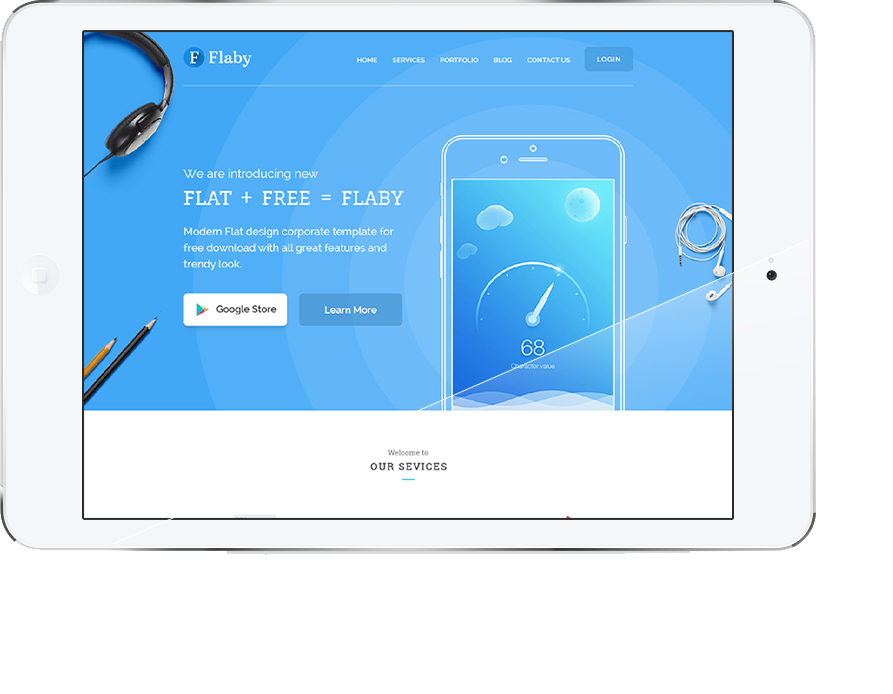 F Flaby
HOME SERVICES PORTFOLIO BLOG CONTACT US LOGIN
We are introducing new
FLAT + FREE = FLABY
Modern Flat design corporate template for
free download with all great features and
trendy look.
Google Store Learn More
68
Character value
Welcome to
OUR SEVICES